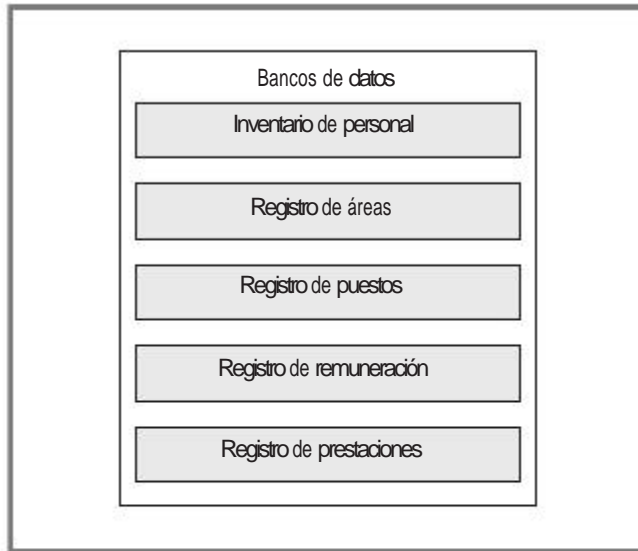 Bancos de datos
Inventario de personal
Registro de áreas
Registro de puestos
Registro de remuneración
Registro de prestaciones